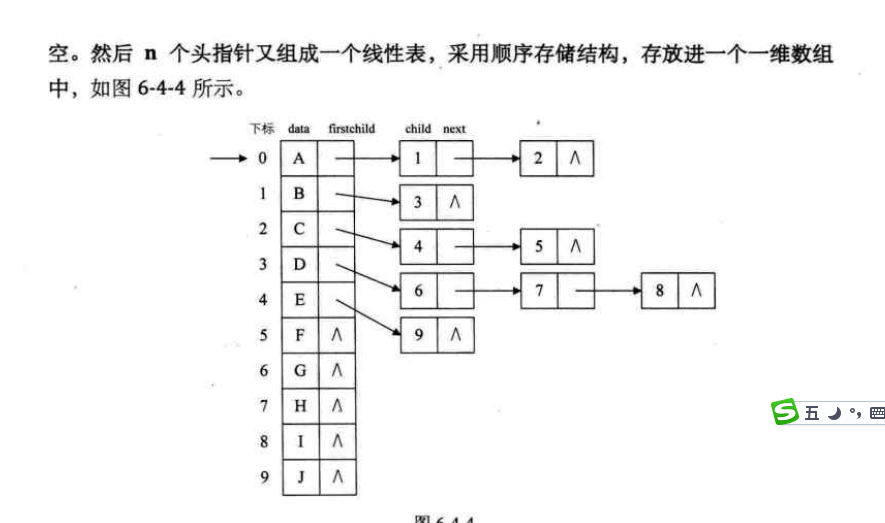 空。然后 n 个头指针又组成一个线性表，采用顺序存储结构，存放进一个一维数组
中，如图 6-4-4 所示。
下标 data firstchild child next
0 A 1 2 ∧
1 B 3 ∧
2 C 4 5 ∧
3 D 6 7 8 ∧
4 E 9 ∧
5 F ∧
6 G ∧
7 H ∧
8 I ∧
9 J ∧
图 6-4-4
S 五